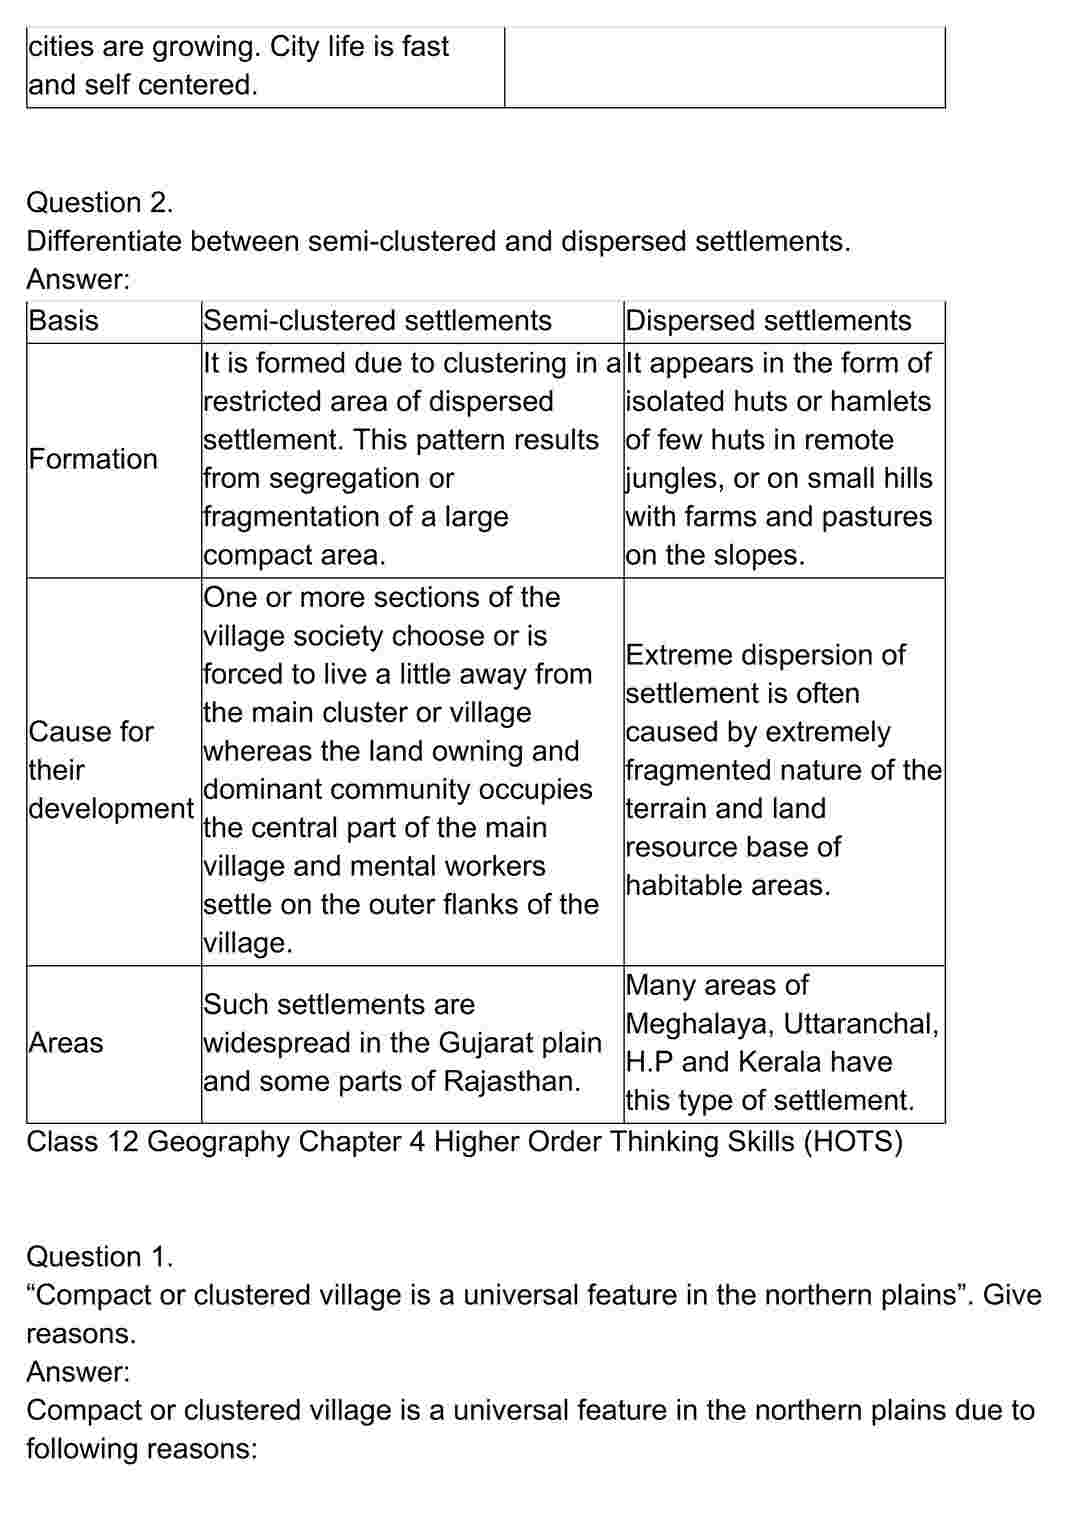 cities are growing. City life is fast
and self centered.
Question 2.
Differentiate between semi-clustered and dispersed settlements.
Answer:
Basis
Semi-clustered settlements
Dispersed settlements
Formation
It is formed due to clustering in a
restricted area of dispersed
settlement. This pattern results
from segregation or
fragmentation of a large
compact area.
It appears in the form of
isolated huts or hamlets
of few huts in remote
jungles, or on small hills
with farms and pastures
on the slopes.
Cause for
their
development
One or more sections of the
village society choose or is
forced to live a little away from
the main cluster or village
whereas the land owning and
dominant community occupies
the central part of the main
village and mental workers
settle on the outer flanks of the
village.
Extreme dispersion of
settlement is often
caused by extremely
fragmented nature of the
terrain and land
resource base of
habitable areas.
Areas
Such settlements are
widespread in the Gujarat plain
and some parts of Rajasthan.
Many areas of
Meghalaya, Uttaranchal,
H.P and Kerala have
this type of settlement.
Class 12 Geography Chapter 4 Higher Order Thinking Skills (HOTS)
Question 1.
“Compact or clustered village is a universal feature in the northern plains”. Give
reasons.
Answer:
Compact or clustered village is a universal feature in the northern plains due to
following reasons: